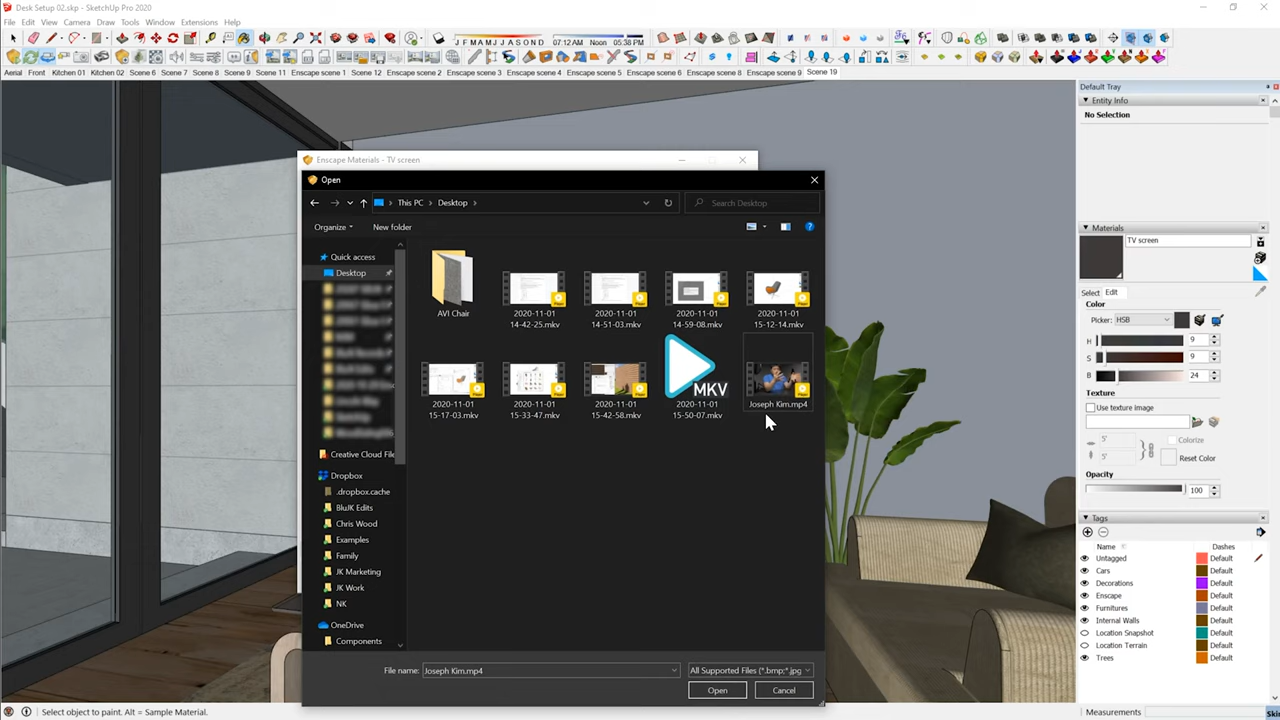 Desk Setup 02.skp - SketchUp Pro 2020
File Edit View Camera Draw Tools Window Extensions Help
J F M A M J J A S O N D 07:12 AM Noon 05:38 PM
Aerial Front Kitchen 01 Kitchen 02 Scene 6 Scene 7 Scene 8 Scene 9 Scene 11 Enscape scene 1 Scene 12 Enscape scene 2 Enscape scene 3 Enscape scene 4 Enscape scene 5 Enscape scene 6 Enscape scene 8 Enscape scene 9 Scene 19
Enscape Materials - TV screen
Open
This PC > Desktop >
Search Desktop
Organize New folder
Quick access
Desktop
Creative Cloud File
Dropbox
.dropbox.cache
BluJK Edits
Chris Wood
Examples
Family
JK Marketing
JK Work
NK
OneDrive
Components
AVI Chair
2020-11-01
14-42-25.mkv
2020-11-01
14-51-03.mkv
2020-11-01
14-59-08.mkv
2020-11-01
15-12-14.mkv
2020-11-01
15-17-03.mkv
2020-11-01
15-33-47.mkv
2020-11-01
15-42-58.mkv
MKV
2020-11-01
15-50-07.mkv
Joseph Kim.mp4
File name: Joseph Kim.mp4
All Supported Files (*.bmp;*.jpg
Open Cancel
Default Tray
Entity Info
No Selection
Materials
TV screen
Select Edit
Color
Picker: HSB
H 9
S 9
B 24
Texture
Use texture image
5'
Colorize
5'
Reset Color
Opacity
100
Tags
Name Dashes
Untagged Default
Cars Default
Decorations Default
Enscape Default
Furnitures Default
Internal Walls Default
Location Snapshot Default
Location Terrain Default
Trees Default
Select object to paint. Alt = Sample Material.
Measurements